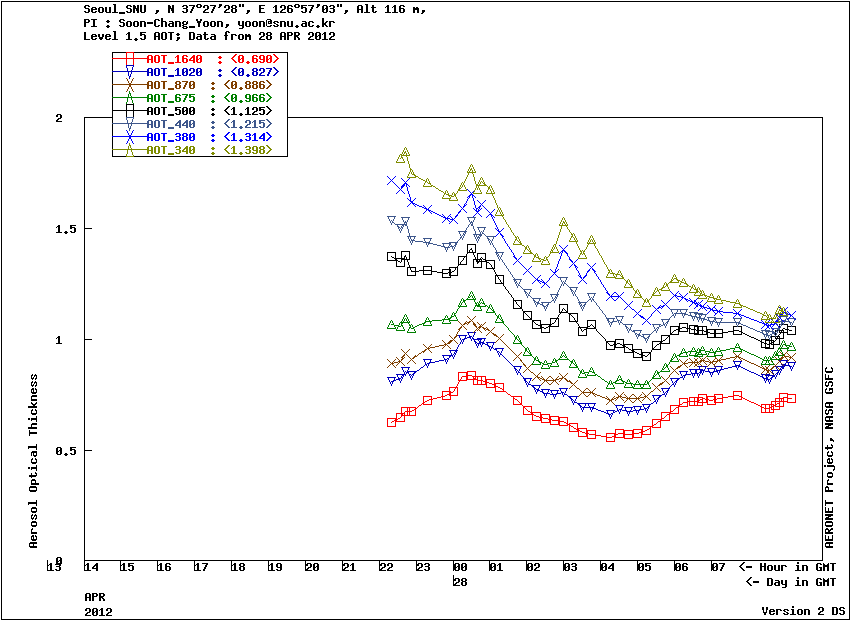 Seoul_SNU , N 37°27'28", E 126°57'03", Alt 116 m,
PI : Soon-Chang_Yoon, yoon@snu.ac.kr
Level 1.5 AOT; Data from 28 APR 2012
AOT_1640 : <0.690>
AOT_1020 : <0.827>
AOT_870 : <0.886>
AOT_675 : <0.966>
AOT_500 : <1.125>
AOT_440 : <1.215>
AOT_380 : <1.314>
AOT_340 : <1.398>
2
1.5
1
0.5
0
Aerosol Optical Thickness
AERONET Project, NASA GSFC
13 14 15 16 17 18 19 20 21 22 23 00 01 02 03 04 05 06 07 <- Hour in GMT
28 <- Day in GMT
APR
2012
Version 2 DS